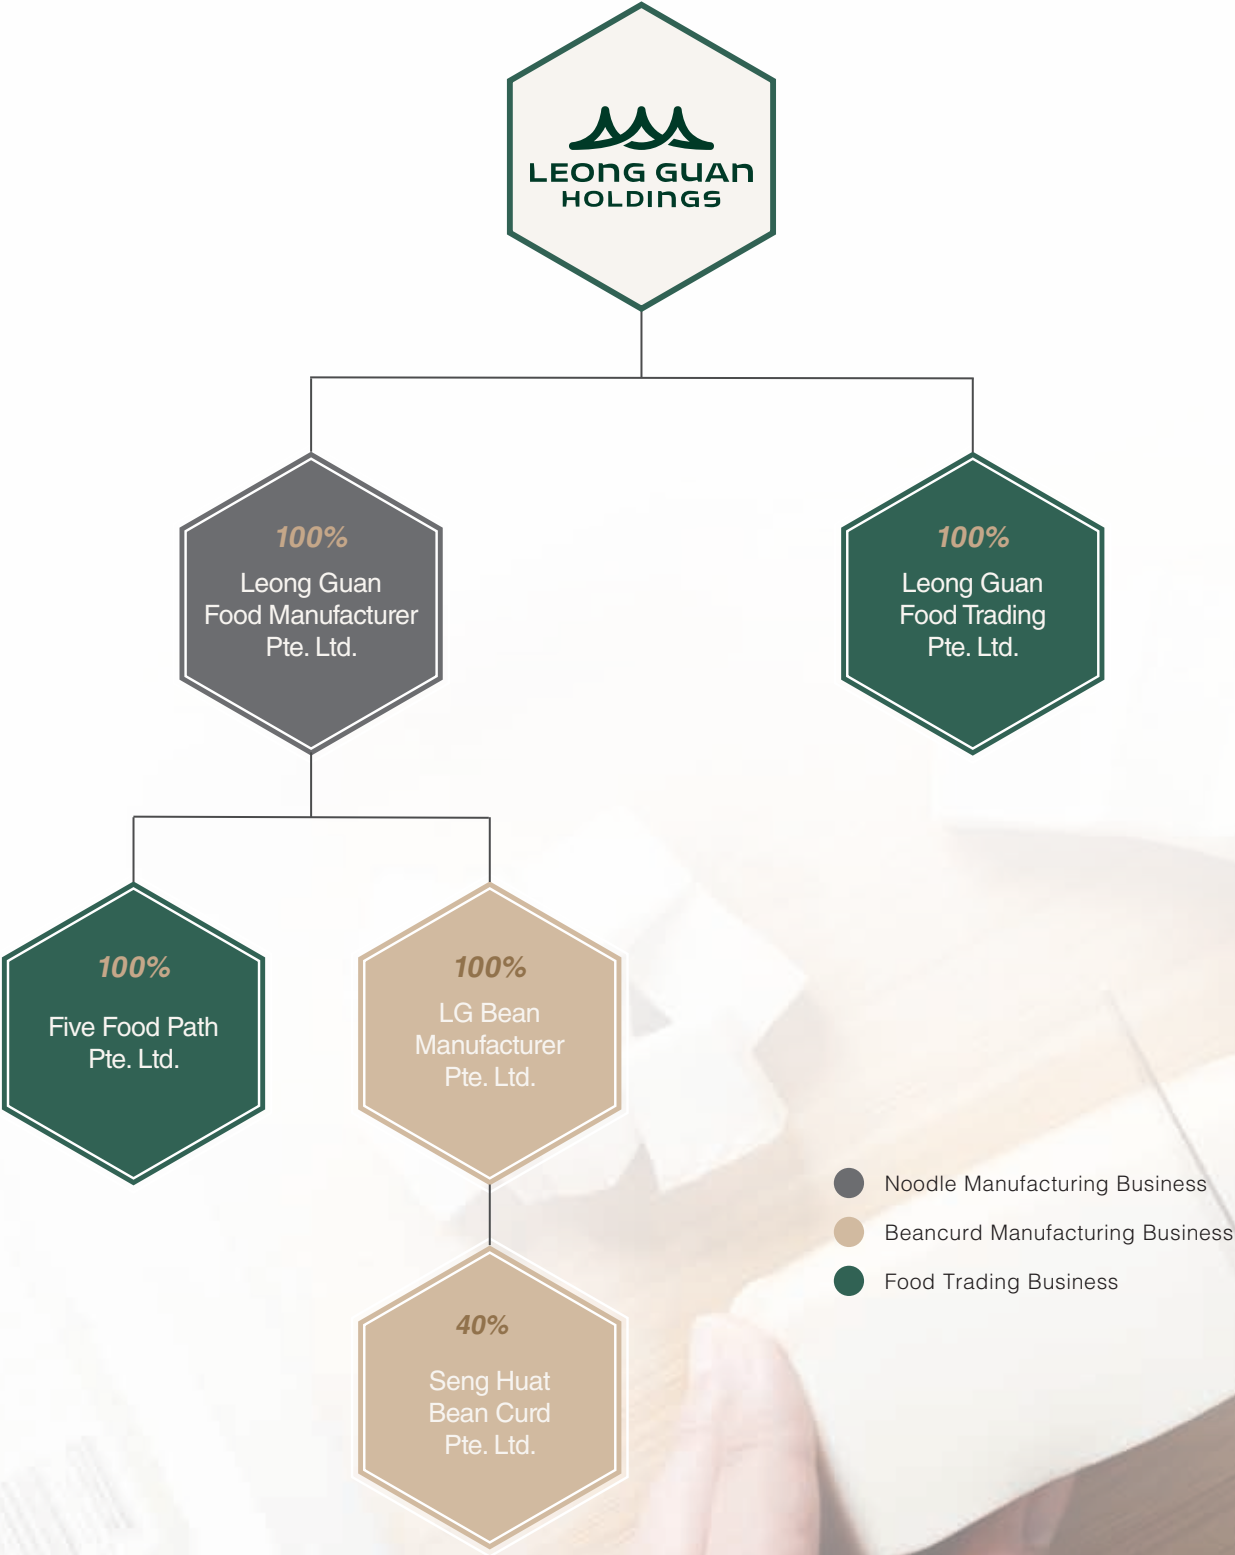 LEONG GUAN
HOLDINGS
100%
Leong Guan
Food Manufacturer
Pte. Ltd.
100%
Leong Guan
Food Trading
Pte. Ltd.
100%
Five Food Path
Pte. Ltd.
100%
LG Bean
Manufacturer
Pte. Ltd.
40%
Seng Huat
Bean Curd
Pte. Ltd.
Noodle Manufacturing Business
Beancurd Manufacturing Business
Food Trading Business